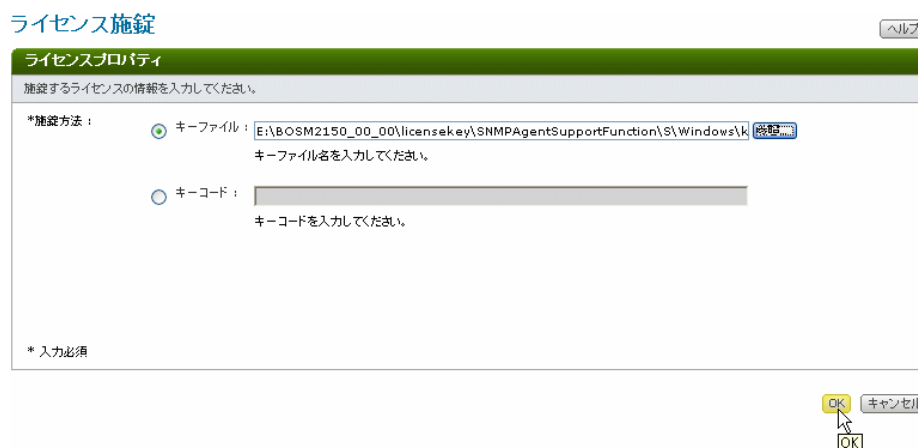 ライセンス施錠
ヘルプ
ライセンスプロパティ
施錠するライセンスの情報を入力してください。
*施錠方法：
キーファイル：
E:\BOSM2150_00_00\licensekey\SNMPAgentSupportFunction\S\Windows\k
参照...
キーファイル名を入力してください。
キーコード：
キーコードを入力してください。
* 入力必須
OK
キャンセル
OK